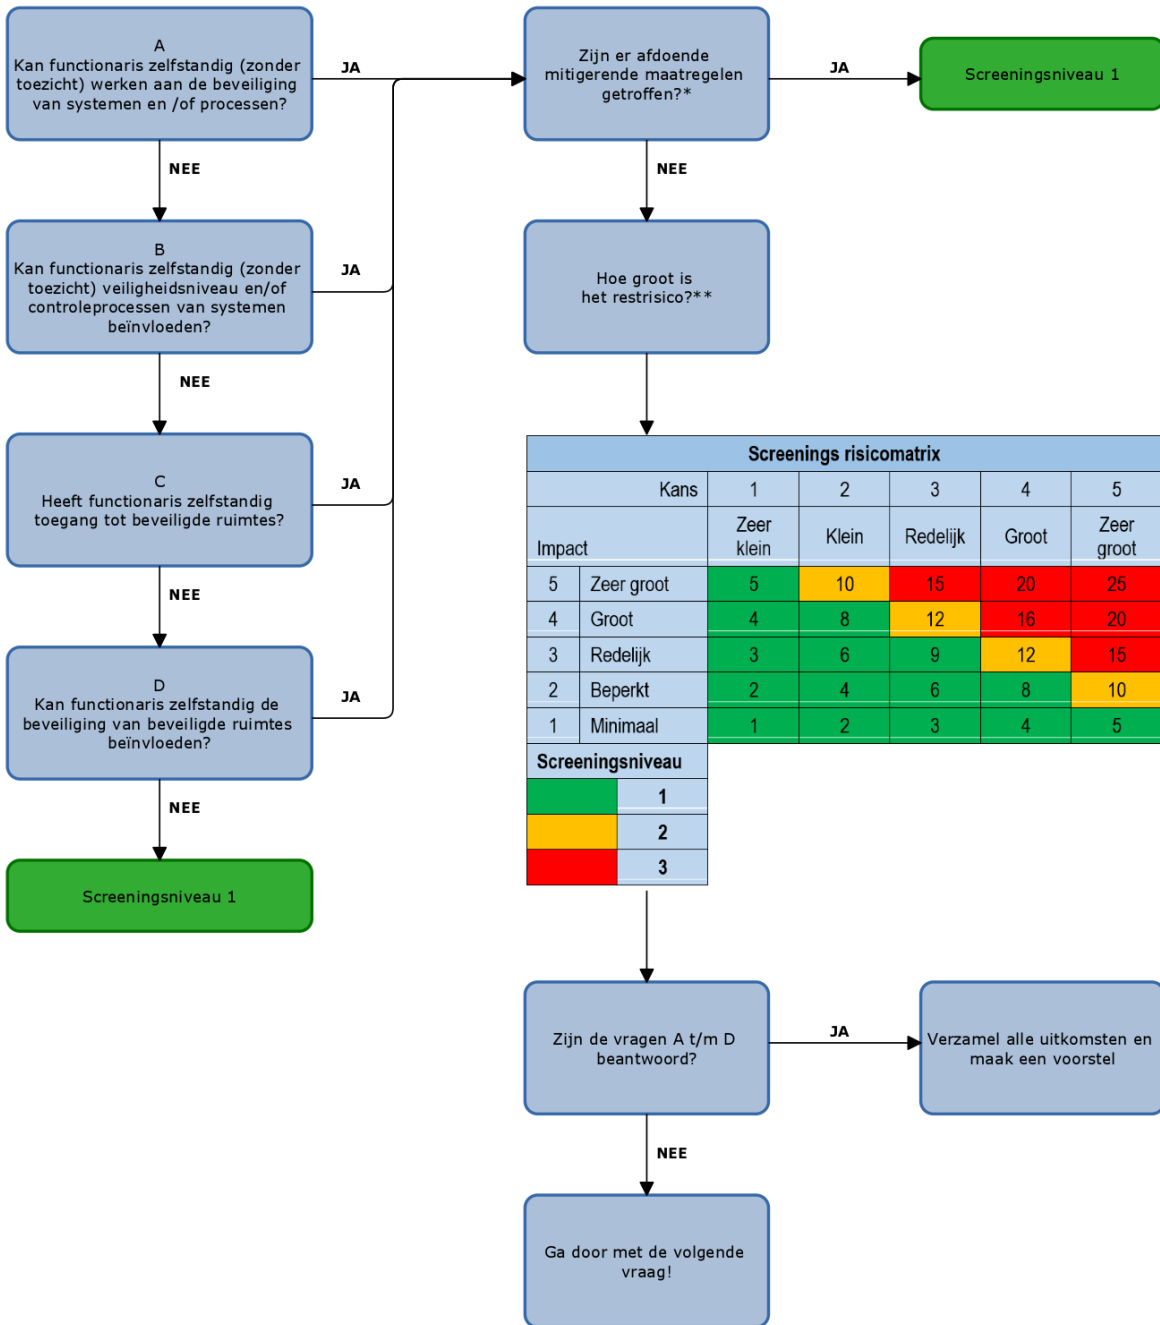 A
Kan functionaris zelfstandig (zonder
toezicht) werken aan de beveiliging
van systemen en /of processen?
JA
Zijn er afdoende
mitigerende maatregelen
getroffen?*
JA
Screeningsniveau 1
NEE
NEE
B
Kan functionaris zelfstandig (zonder
toezicht) veiligheidsniveau en/of
controleprocessen van systemen
beïnvloeden?
JA
Hoe groot is
het restrisico?**
NEE
C
Heeft functionaris zelfstandig
toegang tot beveiligde ruimtes?
JA
NEE
D
Kan functionaris zelfstandig de
beveiliging van beveiligde ruimtes
beïnvloeden?
JA
NEE
Screeningsniveau 1
Screenings risicomatrix
Kans 1 2 3 4 5
Impact Zeer klein Klein Redelijk Groot Zeer groot
5 Zeer groot 5 10 15 20 25
4 Groot 4 8 12 16 20
3 Redelijk 3 6 9 12 15
2 Beperkt 2 4 6 8 10
1 Minimaal 1 2 3 4 5
Screeningsniveau
1
2
3
Zijn de vragen A t/m D
beantwoord?
JA
Verzamel alle uitkomsten en
maak een voorstel
NEE
Ga door met de volgende
vraag!